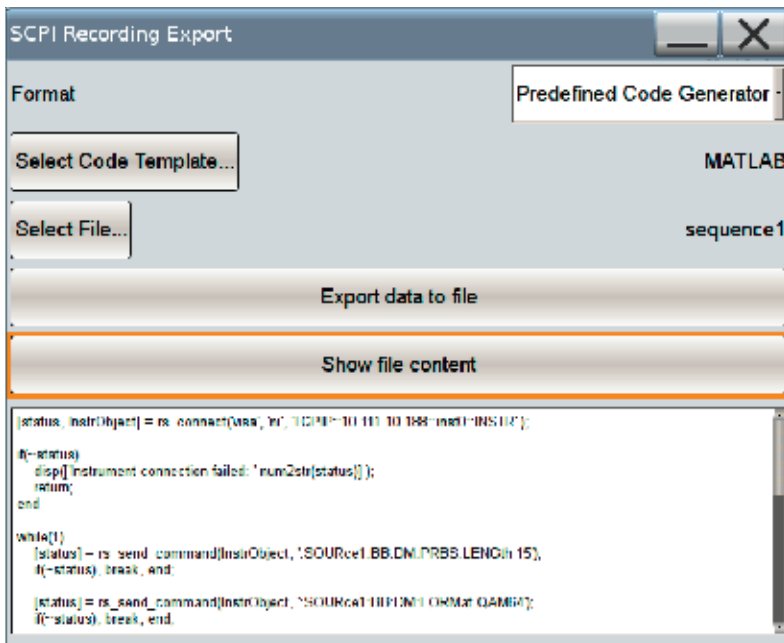 SCPI Recording Export
Format
Predefined Code Generator
Select Code Template...
MATLAB
Select File...
sequence1
Export data to file
Show file content
[status, InstrObject] = rs_connect('visa', 'ni', 'TCPIP::10.111.10.188::inst0::INSTR');
if(~status)
disp(['Instrument connection failed: ' num2str(status)] );
return;
end
while(1)
[status] = rs_send_command(InstrObject, ':SOURce1:BB:DM:PRBS:LENGth 15');
if(~status), break, end;
[status] = rs_send_command(InstrObject, ':SOURce1:BB:DM:FORMat QAM64');
if(~status), break, end;